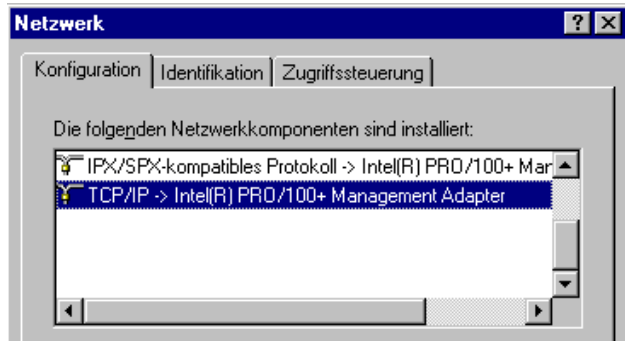 Netzwerk
Konfiguration Identifikation Zugriffssteuerung
Die folgenden Netzwerkkomponenten sind installiert:
IPX/SPX-kompatibles Protokoll -> Intel(R) PRO/100+ Mar
TCP/IP -> Intel(R) PRO/100+ Management Adapter